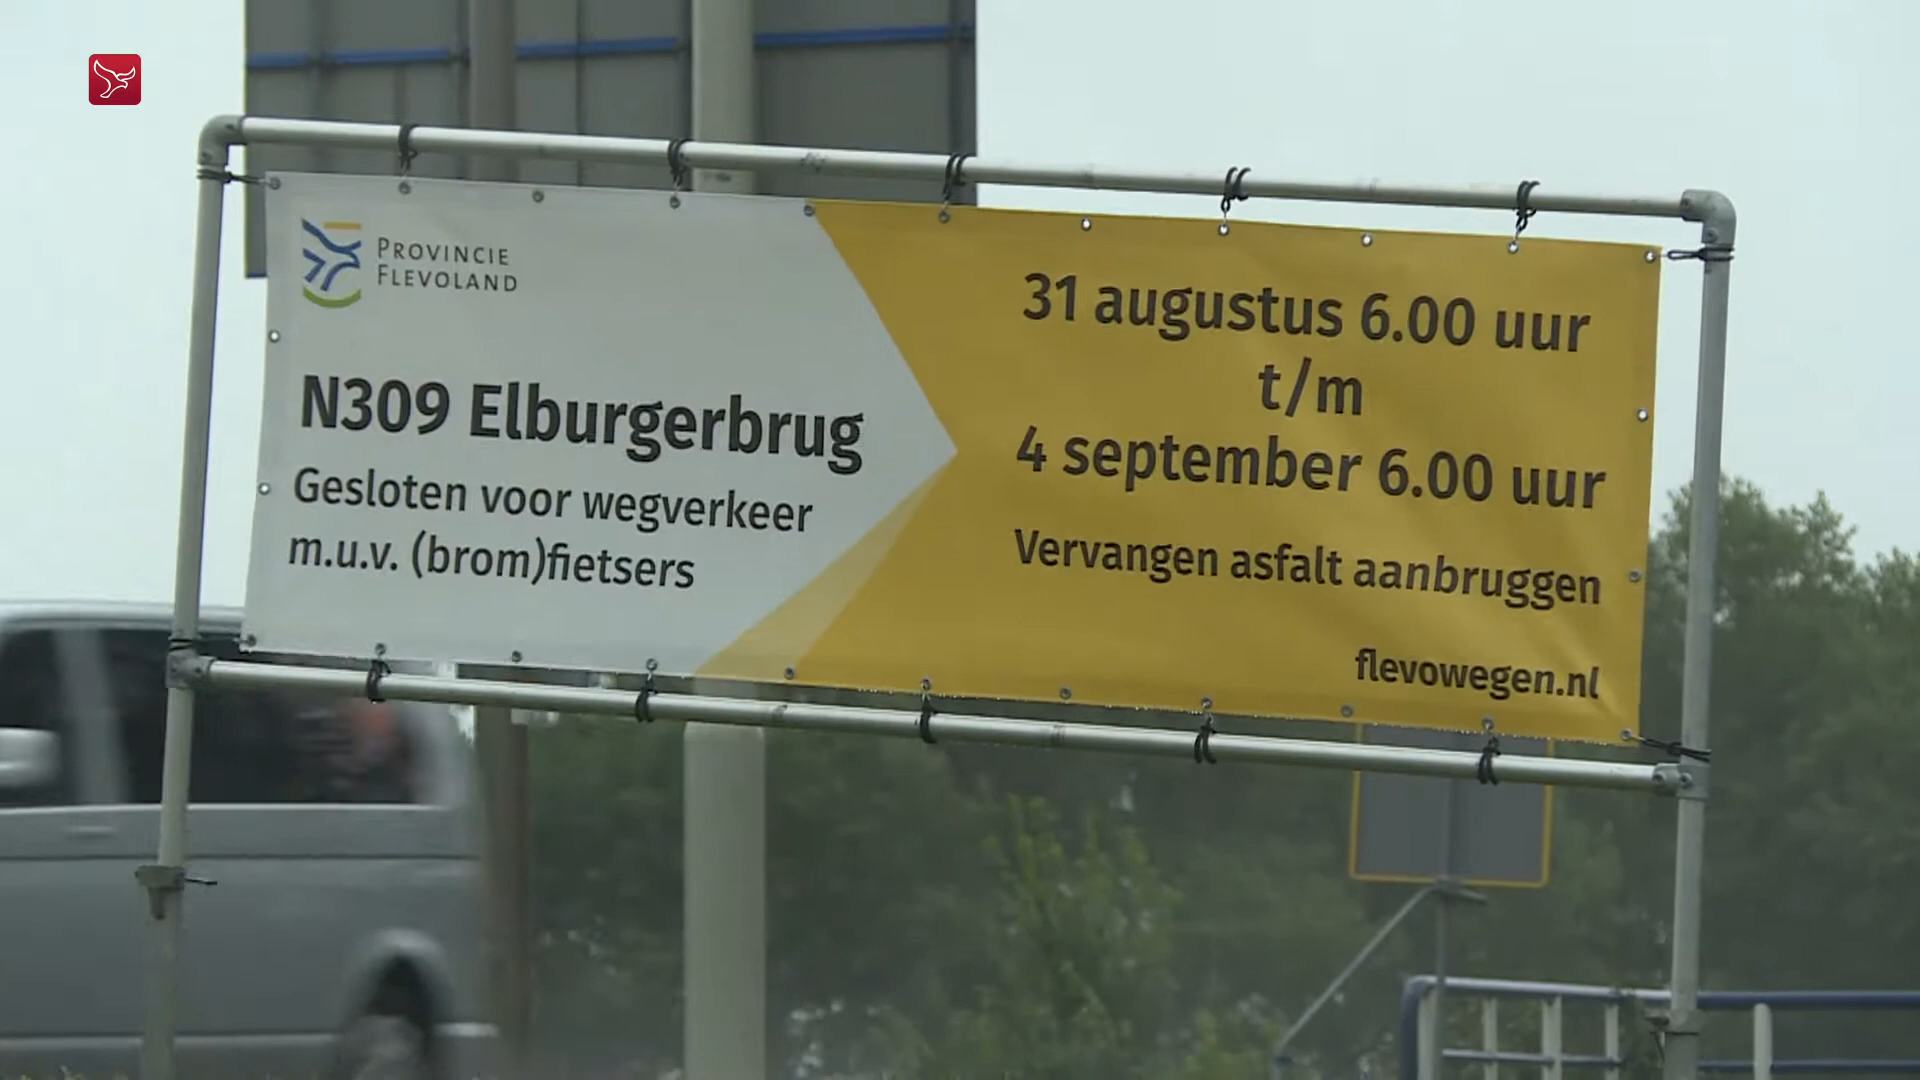 PROVINCIE
FLEVOLAND
N309 Elburgerbrug
Gesloten voor wegverkeer
m.u.v. (brom)fietsers
31 augustus 6.00 uur
t/m
4 september 6.00 uur
Vervangen asfalt aanbruggen
flevowegen.nl